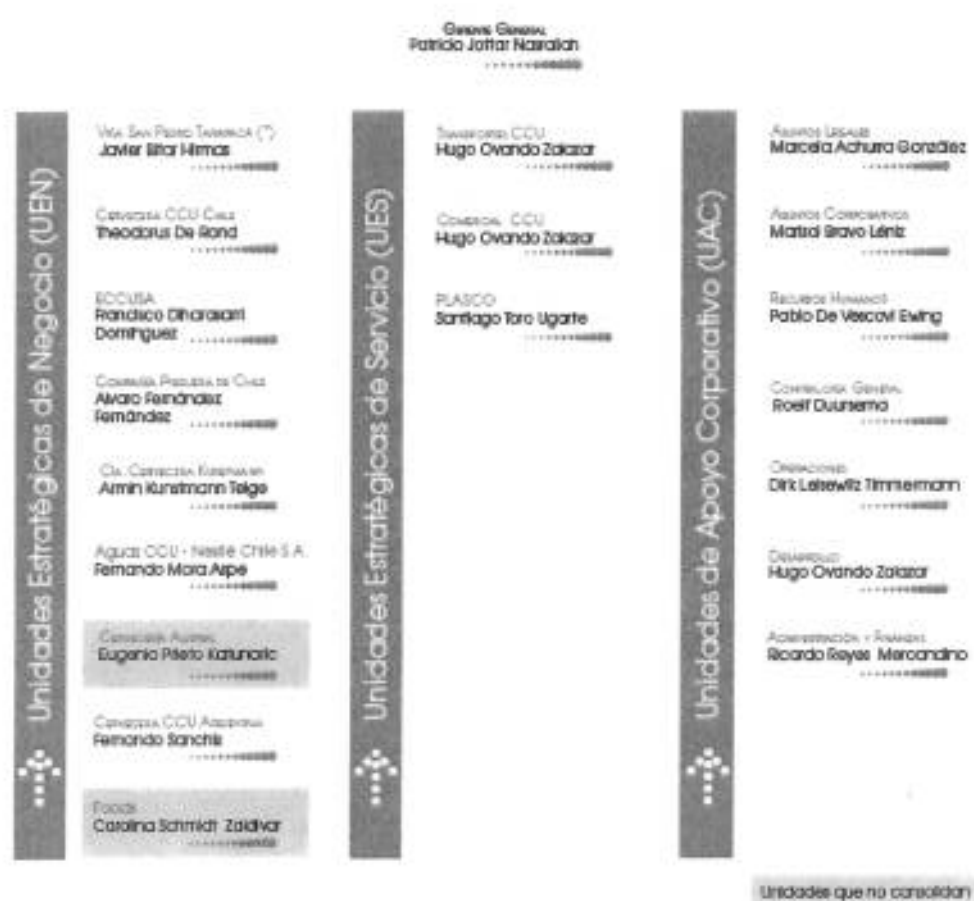 Gerente General
Patricio Jottar Nasrallah
Unidades Estratégicas de Negocio (UEN)
Viña San Pedro Tarapacá (*)
Javier Bitar Hirmas
Cervecera CCU Chile
Theodorus De Rond
ECCUSA
Francisco Diharasarri
Domínguez
Compañía Pisquera de Chile
Alvaro Fernández
Fernández
Cía. Cervecera Kunstmann
Armin Kunstmann Telge
Aguas CCU - Nestlé Chile S.A.
Fernando Mora Aspe
Cervecería Austral
Eugenio Prieto Katunaric
Cervecera CCU Argentina
Fernando Sanchis
Foods
Carolina Schmidt Zaldívar
Unidades Estratégicas de Servicio (UES)
Transportes CCU
Hugo Ovando Zalazar
Comercial CCU
Hugo Ovando Zalazar
PLASCO
Santiago Toro Ugarte
Unidades de Apoyo Corporativo (UAC)
Asuntos Legales
Marcela Achurra González
Asuntos Corporativos
Marisol Bravo Léniz
Recursos Humanos
Pablo De Vescovi Ewing
Contraloría General
Roelf Duursema
Operaciones
Dirk Leisewitz Timmermann
Desarrollo
Hugo Ovando Zalazar
Administración y Finanzas
Ricardo Reyes Mercandino
Unidades que no consolidan